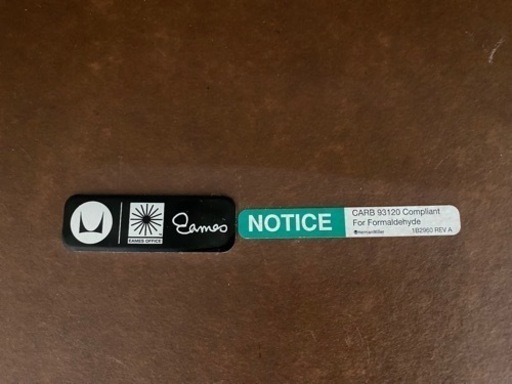 EAMES OFFICE
Eames
NOTICE
CARB 93120 Compliant
For Formaldehyde
HermanMiller 1B2960 REV A